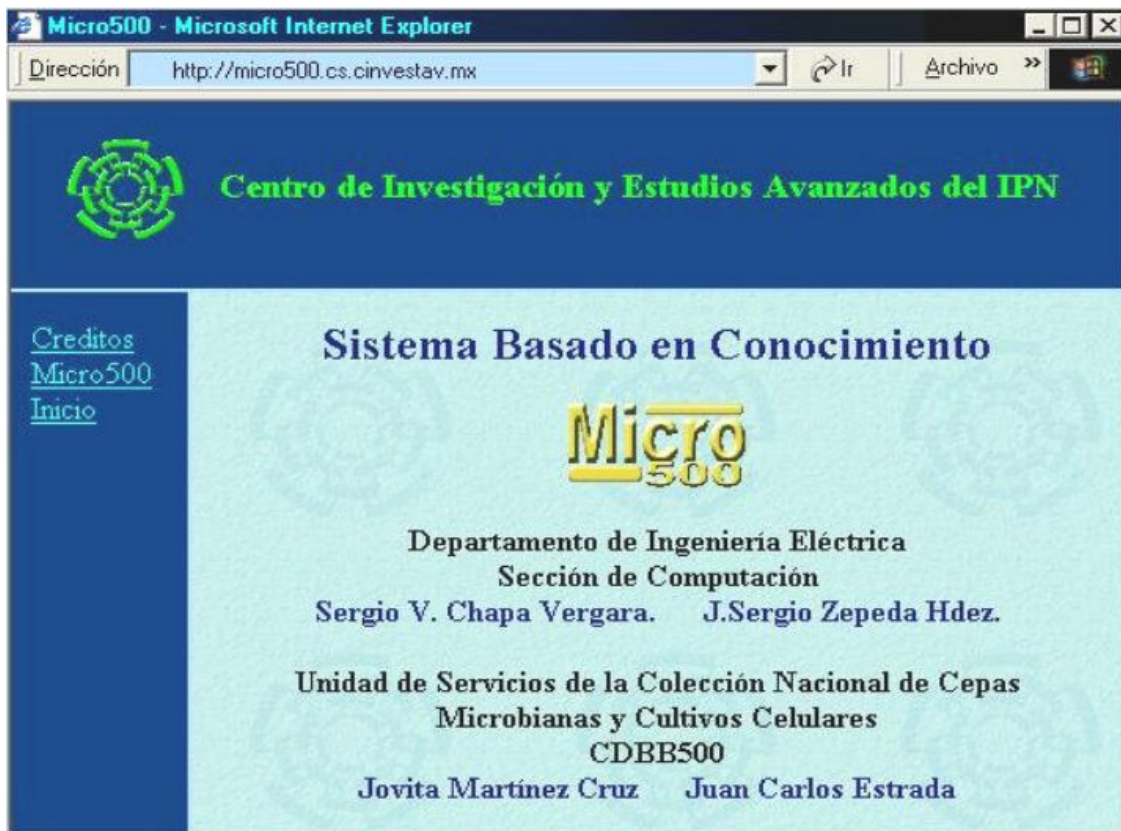 Micro500 - Microsoft Internet Explorer
Dirección http://micro500.cs.cinvestav.mx Ir Archivo »
Centro de Investigación y Estudios Avanzados del IPN
Creditos
Micro500
Inicio
Sistema Basado en Conocimiento
Micro
500
Departamento de Ingeniería Eléctrica
Sección de Computación
Sergio V. Chapa Vergara. J.Sergio Zepeda Hdez.
Unidad de Servicios de la Colección Nacional de Cepas
Microbianas y Cultivos Celulares
CDBB500
Jovita Martínez Cruz Juan Carlos Estrada